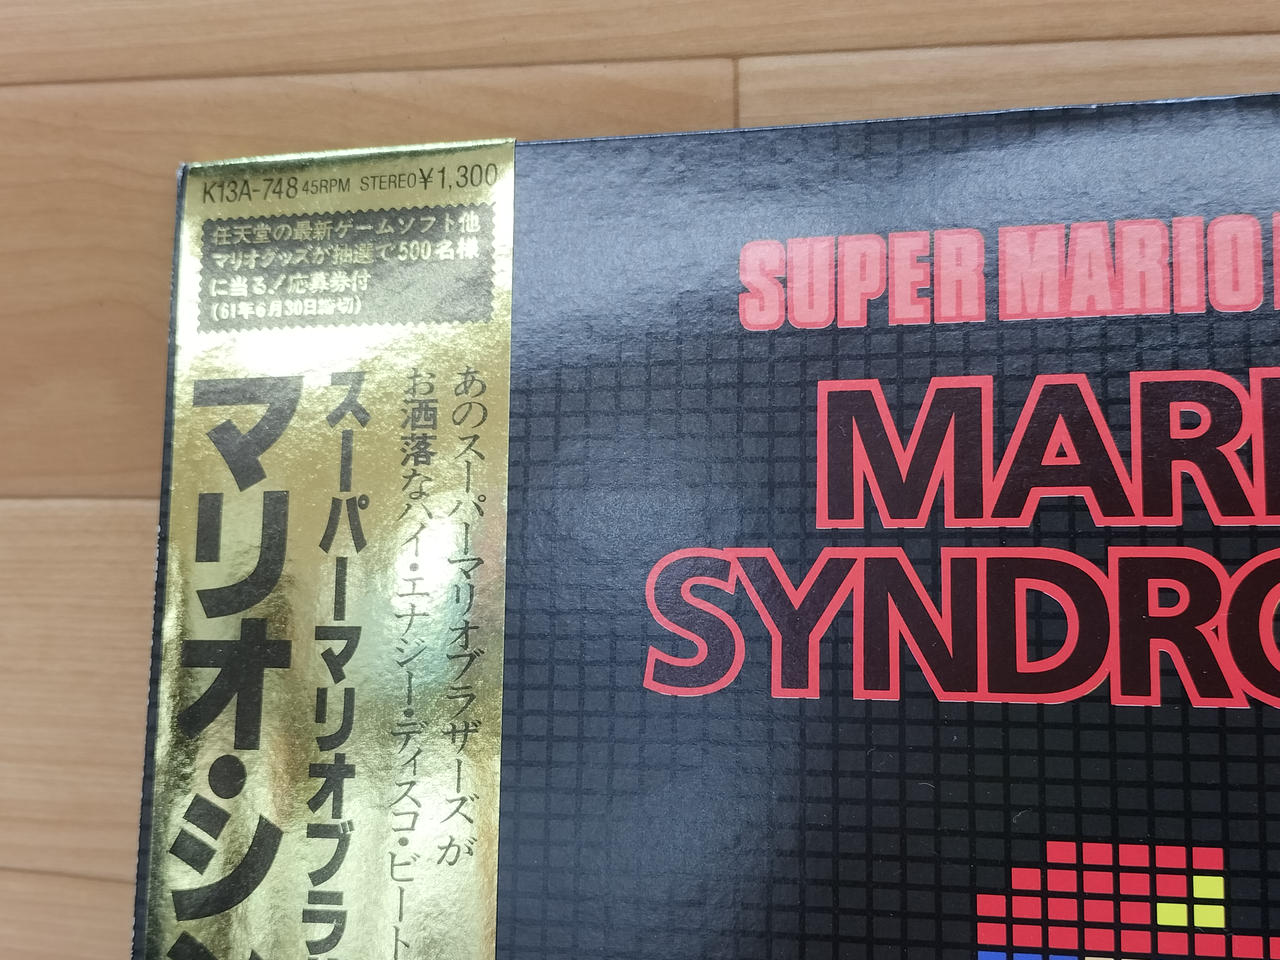 K13A-748 45RPM STEREO ¥1,300
任天堂の最新ゲームソフト他
マリオグッズが抽選で500名様
に当る!応募券付
(61年6月30日締切)
あのスーパーマリオブラザーズが
お洒落なハイ・エナジー・ディスコ・ビート
スーパーマリオブラ
マリオ・シン
SUPER MARIO
MARI
SYNDRO